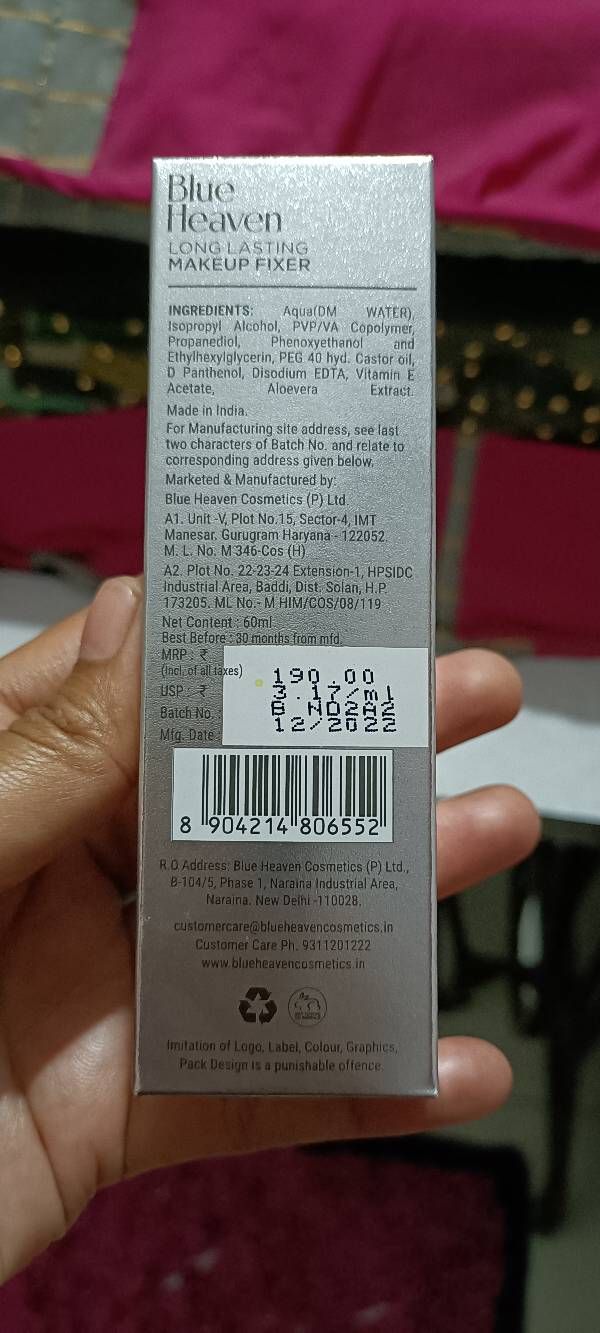 Blue
Heaven
LONG LASTING
MAKEUP FIXER
INGREDIENTS: Aqua(DM WATER),
Isopropyl Alcohol, PVP/VA Copolymer,
Propanediol, Phenoxyethanol and
Ethylhexylglycerin, PEG 40 hyd. Castor oil,
D Panthenol, Disodium EDTA, Vitamin E
Acetate, Aloevera Extract.
Made in India.
For Manufacturing site address, see last
two characters of Batch No. and relate to
corresponding address given below.
Marketed & Manufactured by:
Blue Heaven Cosmetics (P) Ltd.
A1. Unit -V, Plot No.15, Sector-4, IMT
Manesar. Gurugram Haryana - 122052.
M. L. No. M 346-Cos (H)
A2. Plot No. 22-23-24 Extension-1, HPSIDC
Industrial Area, Baddi, Dist. Solan, H.P.
173205. ML No.- M HIM/COS/08/119
Net Content : 60ml
Best Before : 30 months from mfd.
MRP : ₹ 190.00
(Incl. of all taxes)
USP : ₹ 3.17/ml
Batch No. : B ND2A2
Mfg. Date : 12/2022
8 904214 806552
R.O Address: Blue Heaven Cosmetics (P) Ltd.,
B-104/5, Phase 1, Naraina Industrial Area,
Naraina. New Delhi -110028.
customercare@blueheavencosmetics.in
Customer Care Ph. 9311201222
www.blueheavencosmetics.in
Imitation of Logo, Label, Colour, Graphics,
Pack Design is a punishable offence.